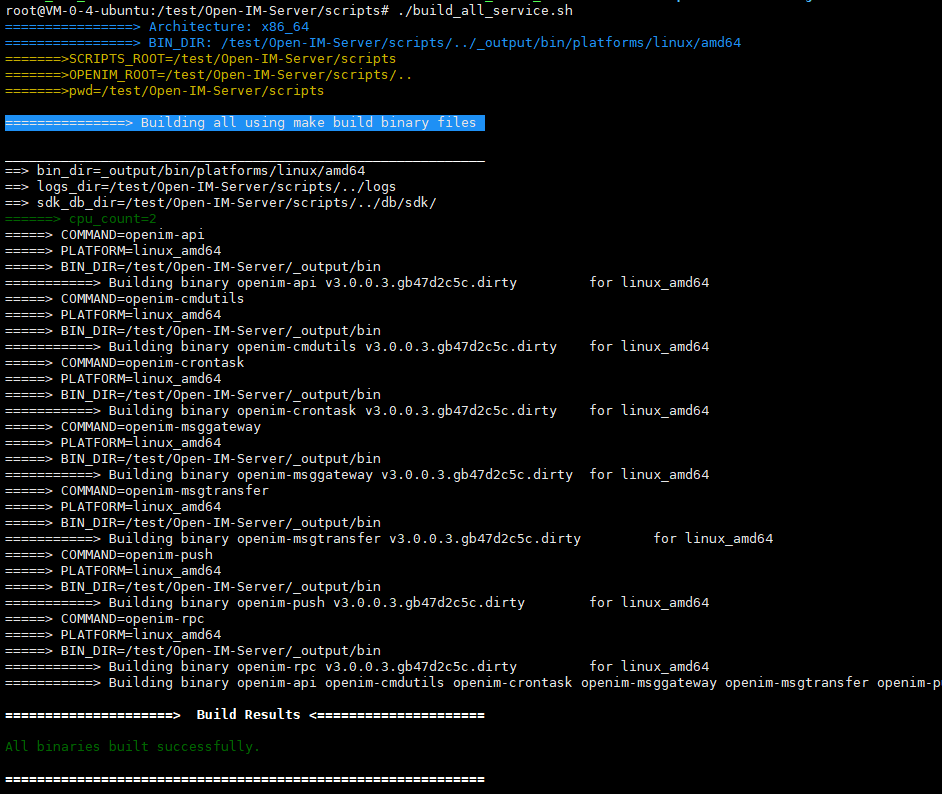 root@VM-0-4-ubuntu:/test/Open-IM-Server/scripts# ./build_all_service.sh
================> Architecture: x86_64
================> BIN_DIR: /test/Open-IM-Server/scripts/../_output/bin/platforms/linux/amd64
=======>SCRIPTS_ROOT=/test/Open-IM-Server/scripts
=======>OPENIM_ROOT=/test/Open-IM-Server/scripts/..
=======>pwd=/test/Open-IM-Server/scripts
===============> Building all using make build binary files
____________________________________________________________
==> bin_dir=_output/bin/platforms/linux/amd64
==> logs_dir=/test/Open-IM-Server/scripts/../logs
==> sdk_db_dir=/test/Open-IM-Server/scripts/../db/sdk/
======> cpu_count=2
=====> COMMAND=openim-api
=====> PLATFORM=linux_amd64
=====> BIN_DIR=/test/Open-IM-Server/_output/bin
===========> Building binary openim-api v3.0.0.3.gb47d2c5c.dirty         for linux_amd64
=====> COMMAND=openim-cmdutils
=====> PLATFORM=linux_amd64
=====> BIN_DIR=/test/Open-IM-Server/_output/bin
===========> Building binary openim-cmdutils v3.0.0.3.gb47d2c5c.dirty    for linux_amd64
=====> COMMAND=openim-crontask
=====> PLATFORM=linux_amd64
=====> BIN_DIR=/test/Open-IM-Server/_output/bin
===========> Building binary openim-crontask v3.0.0.3.gb47d2c5c.dirty    for linux_amd64
=====> COMMAND=openim-msggateway
=====> PLATFORM=linux_amd64
=====> BIN_DIR=/test/Open-IM-Server/_output/bin
===========> Building binary openim-msggateway v3.0.0.3.gb47d2c5c.dirty  for linux_amd64
=====> COMMAND=openim-msgtransfer
=====> PLATFORM=linux_amd64
=====> BIN_DIR=/test/Open-IM-Server/_output/bin
===========> Building binary openim-msgtransfer v3.0.0.3.gb47d2c5c.dirty         for linux_amd64
=====> COMMAND=openim-push
=====> PLATFORM=linux_amd64
=====> BIN_DIR=/test/Open-IM-Server/_output/bin
===========> Building binary openim-push v3.0.0.3.gb47d2c5c.dirty        for linux_amd64
=====> COMMAND=openim-rpc
=====> PLATFORM=linux_amd64
=====> BIN_DIR=/test/Open-IM-Server/_output/bin
===========> Building binary openim-rpc v3.0.0.3.gb47d2c5c.dirty         for linux_amd64
===========> Building binary openim-api openim-cmdutils openim-crontask openim-msggateway openim-msgtransfer openim-p
=====================>  Build Results <=====================
All binaries built successfully.
============================================================